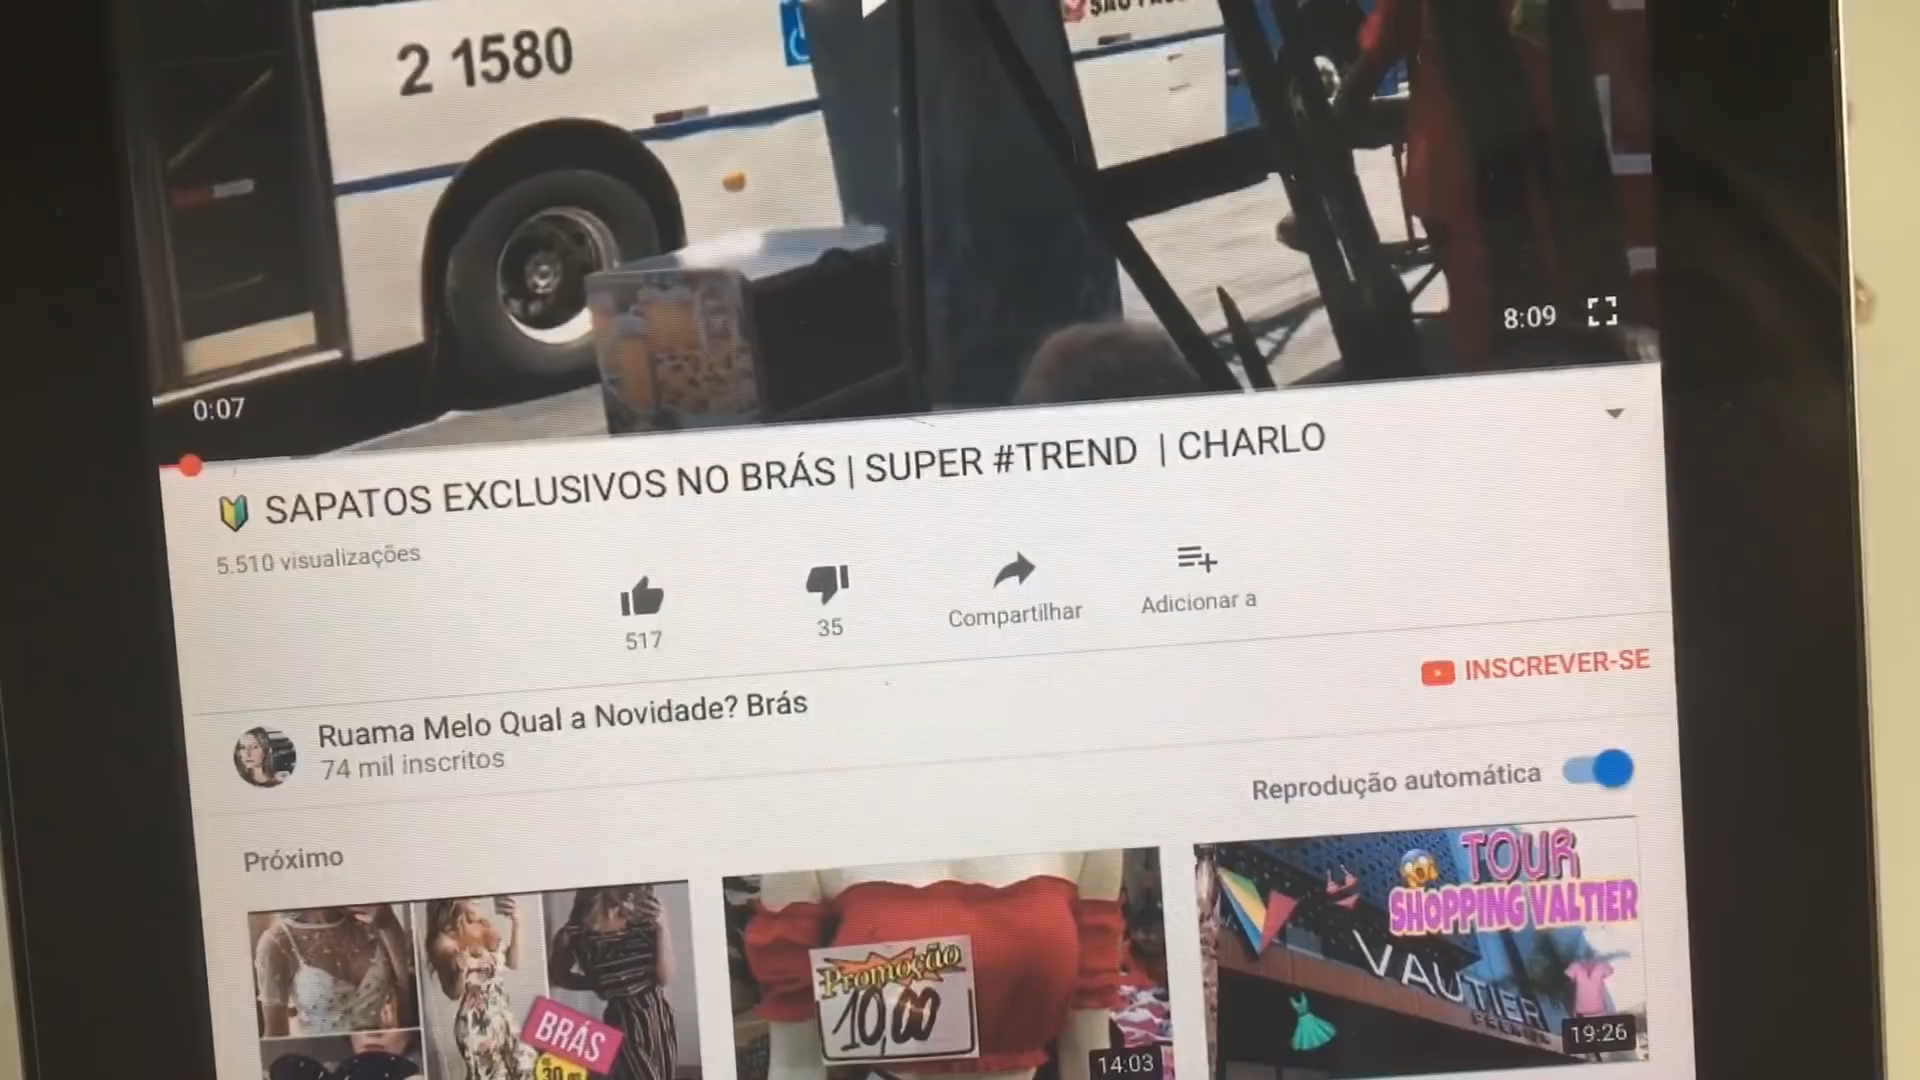 2 1580
8:09
0:07
SAPATOS EXCLUSIVOS NO BRÁS | SUPER #TREND | CHARLO
5.510 visualizações
517
35
Compartilhar
Adicionar a
INSCREVER-SE
Ruama Melo Qual a Novidade? Brás
74 mil inscritos
Reprodução automática
Próximo
TOUR
SHOPPING VALTIER
VAUTIER
Promoção
10,00
BRÁS
30
14:03
19:26